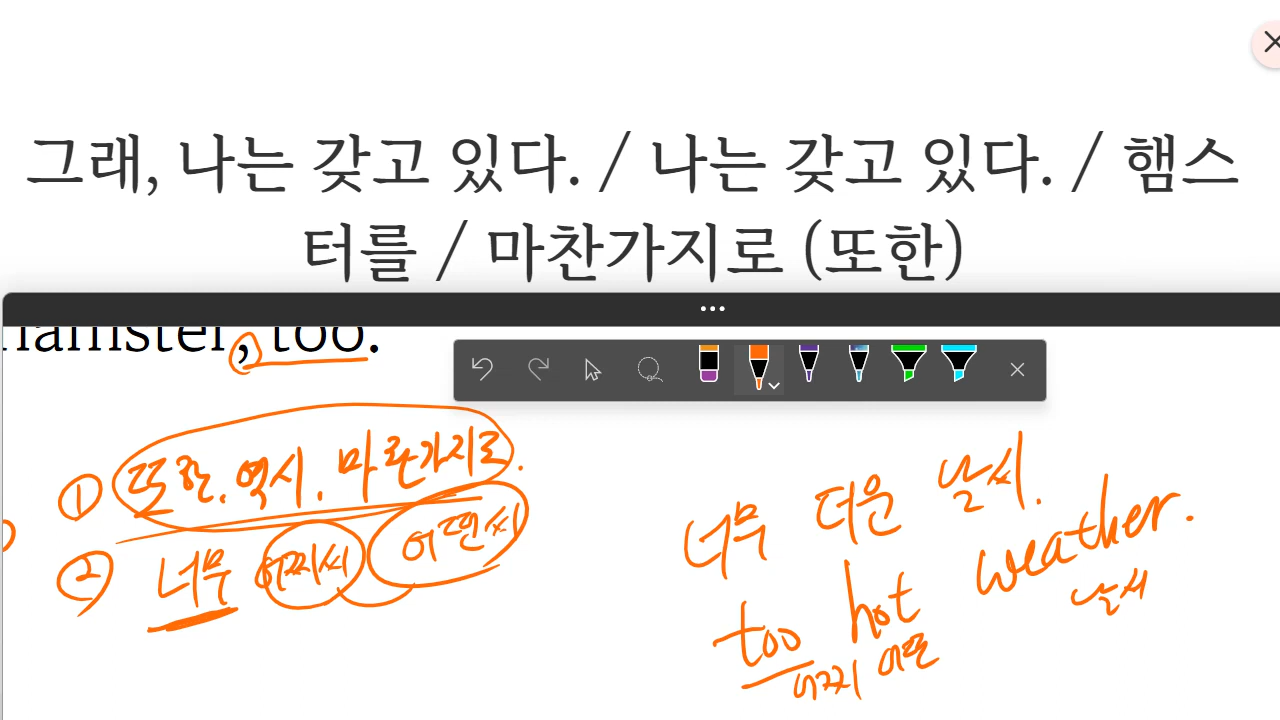 그래, 나는 갖고 있다. / 나는 갖고 있다. / 햄스
터를 / 마찬가지로 (또한)
hamster, too.
① 또한. 역시. 마찬가지로.
② 너무 어찌씨 어떤씨
너무 더운 날씨.
too hot weather.
어찌 어떤 날씨